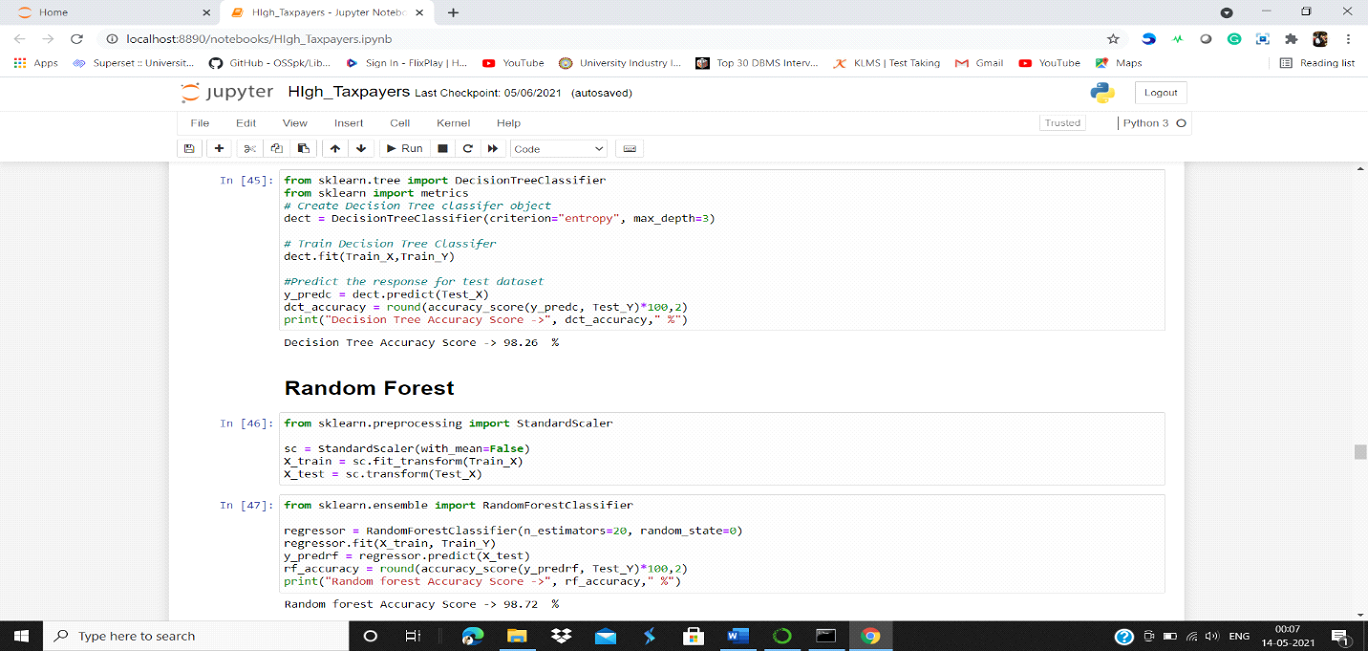 Home
HIgh_Taxpayers - Jupyter Notebo
localhost:8890/notebooks/HIgh_Taxpayers.ipynb
Apps Superset :: Universit... GitHub - OSSpk/Lib... Sign In - FlixPlay | H... YouTube University Industry I... Top 30 DBMS Interv... KLMS | Test Taking Gmail YouTube Maps Reading list
jupyter HIgh_Taxpayers Last Checkpoint: 05/06/2021 (autosaved) Logout
File Edit View Insert Cell Kernel Help Trusted Python 3
Run Code
In [45]: from sklearn.tree import DecisionTreeClassifier
from sklearn import metrics
# Create Decision Tree classifer object
dect = DecisionTreeClassifier(criterion="entropy", max_depth=3)
# Train Decision Tree Classifer
dect.fit(Train_X,Train_Y)
#Predict the response for test dataset
y_predc = dect.predict(Test_X)
dct_accuracy = round(accuracy_score(y_predc, Test_Y)*100,2)
print("Decision Tree Accuracy Score ->", dct_accuracy," %")
Decision Tree Accuracy Score -> 98.26 %
Random Forest
In [46]: from sklearn.preprocessing import StandardScaler
sc = StandardScaler(with_mean=False)
X_train = sc.fit_transform(Train_X)
X_test = sc.transform(Test_X)
In [47]: from sklearn.ensemble import RandomForestClassifier
regressor = RandomForestClassifier(n_estimators=20, random_state=0)
regressor.fit(X_train, Train_Y)
y_predrf = regressor.predict(X_test)
rf_accuracy = round(accuracy_score(y_predrf, Test_Y)*100,2)
print("Random forest Accuracy Score ->", rf_accuracy," %")
Random forest Accuracy Score -> 98.72 %
Type here to search
ENG
00:07
14-05-2021